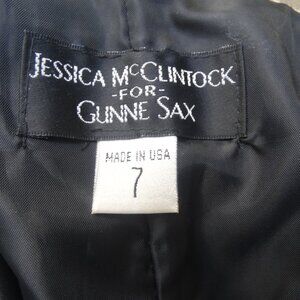 JESSICA McCLINTOCK
-FOR-
GUNNE SAX
MADE IN USA
7